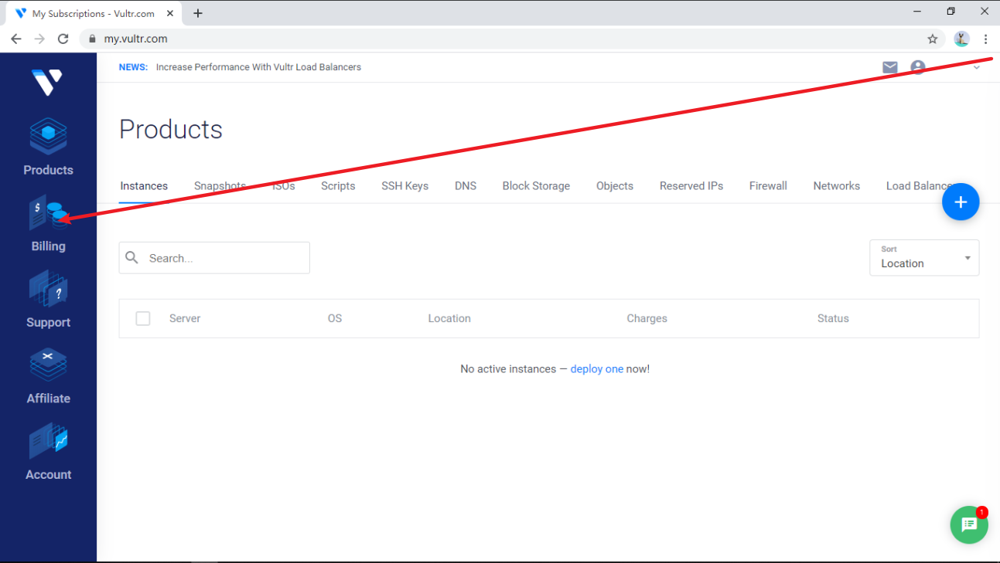 My Subscriptions - Vultr.com
my.vultr.com
NEWS: Increase Performance With Vultr Load Balancers
Products
Products
Instances Snapshots ISOs Scripts SSH Keys DNS Block Storage Objects Reserved IPs Firewall Networks Load Balance
$
Billing
Search...
Sort
Location
?
Support
Server OS Location Charges Status
No active instances — deploy one now!
Affiliate
Account
1